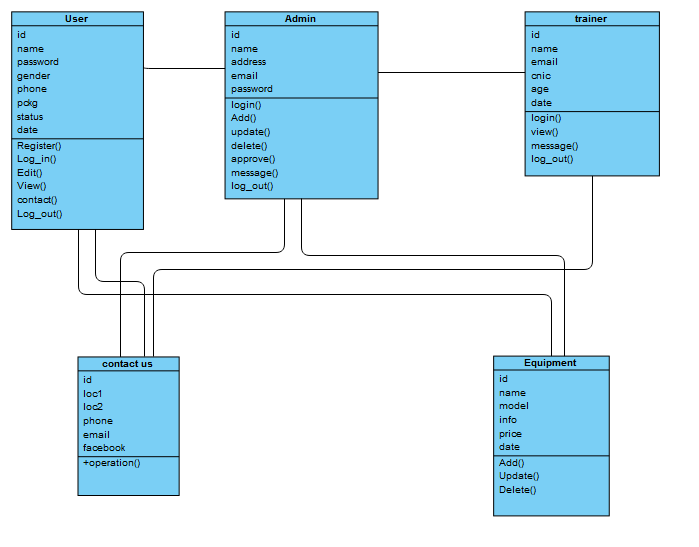 User
id
name
password
gender
phone
pckg
status
date
Register()
Log_in()
Edit()
View()
contact()
Log_out()
Admin
id
name
address
email
password
login()
Add()
update()
delete()
approve()
message()
log_out()
trainer
id
name
email
cnic
age
date
login()
view()
message()
log_out()
contact us
id
loc1
loc2
phone
email
facebook
+operation()
Equipment
id
name
model
info
price
date
Add()
Update()
Delete()